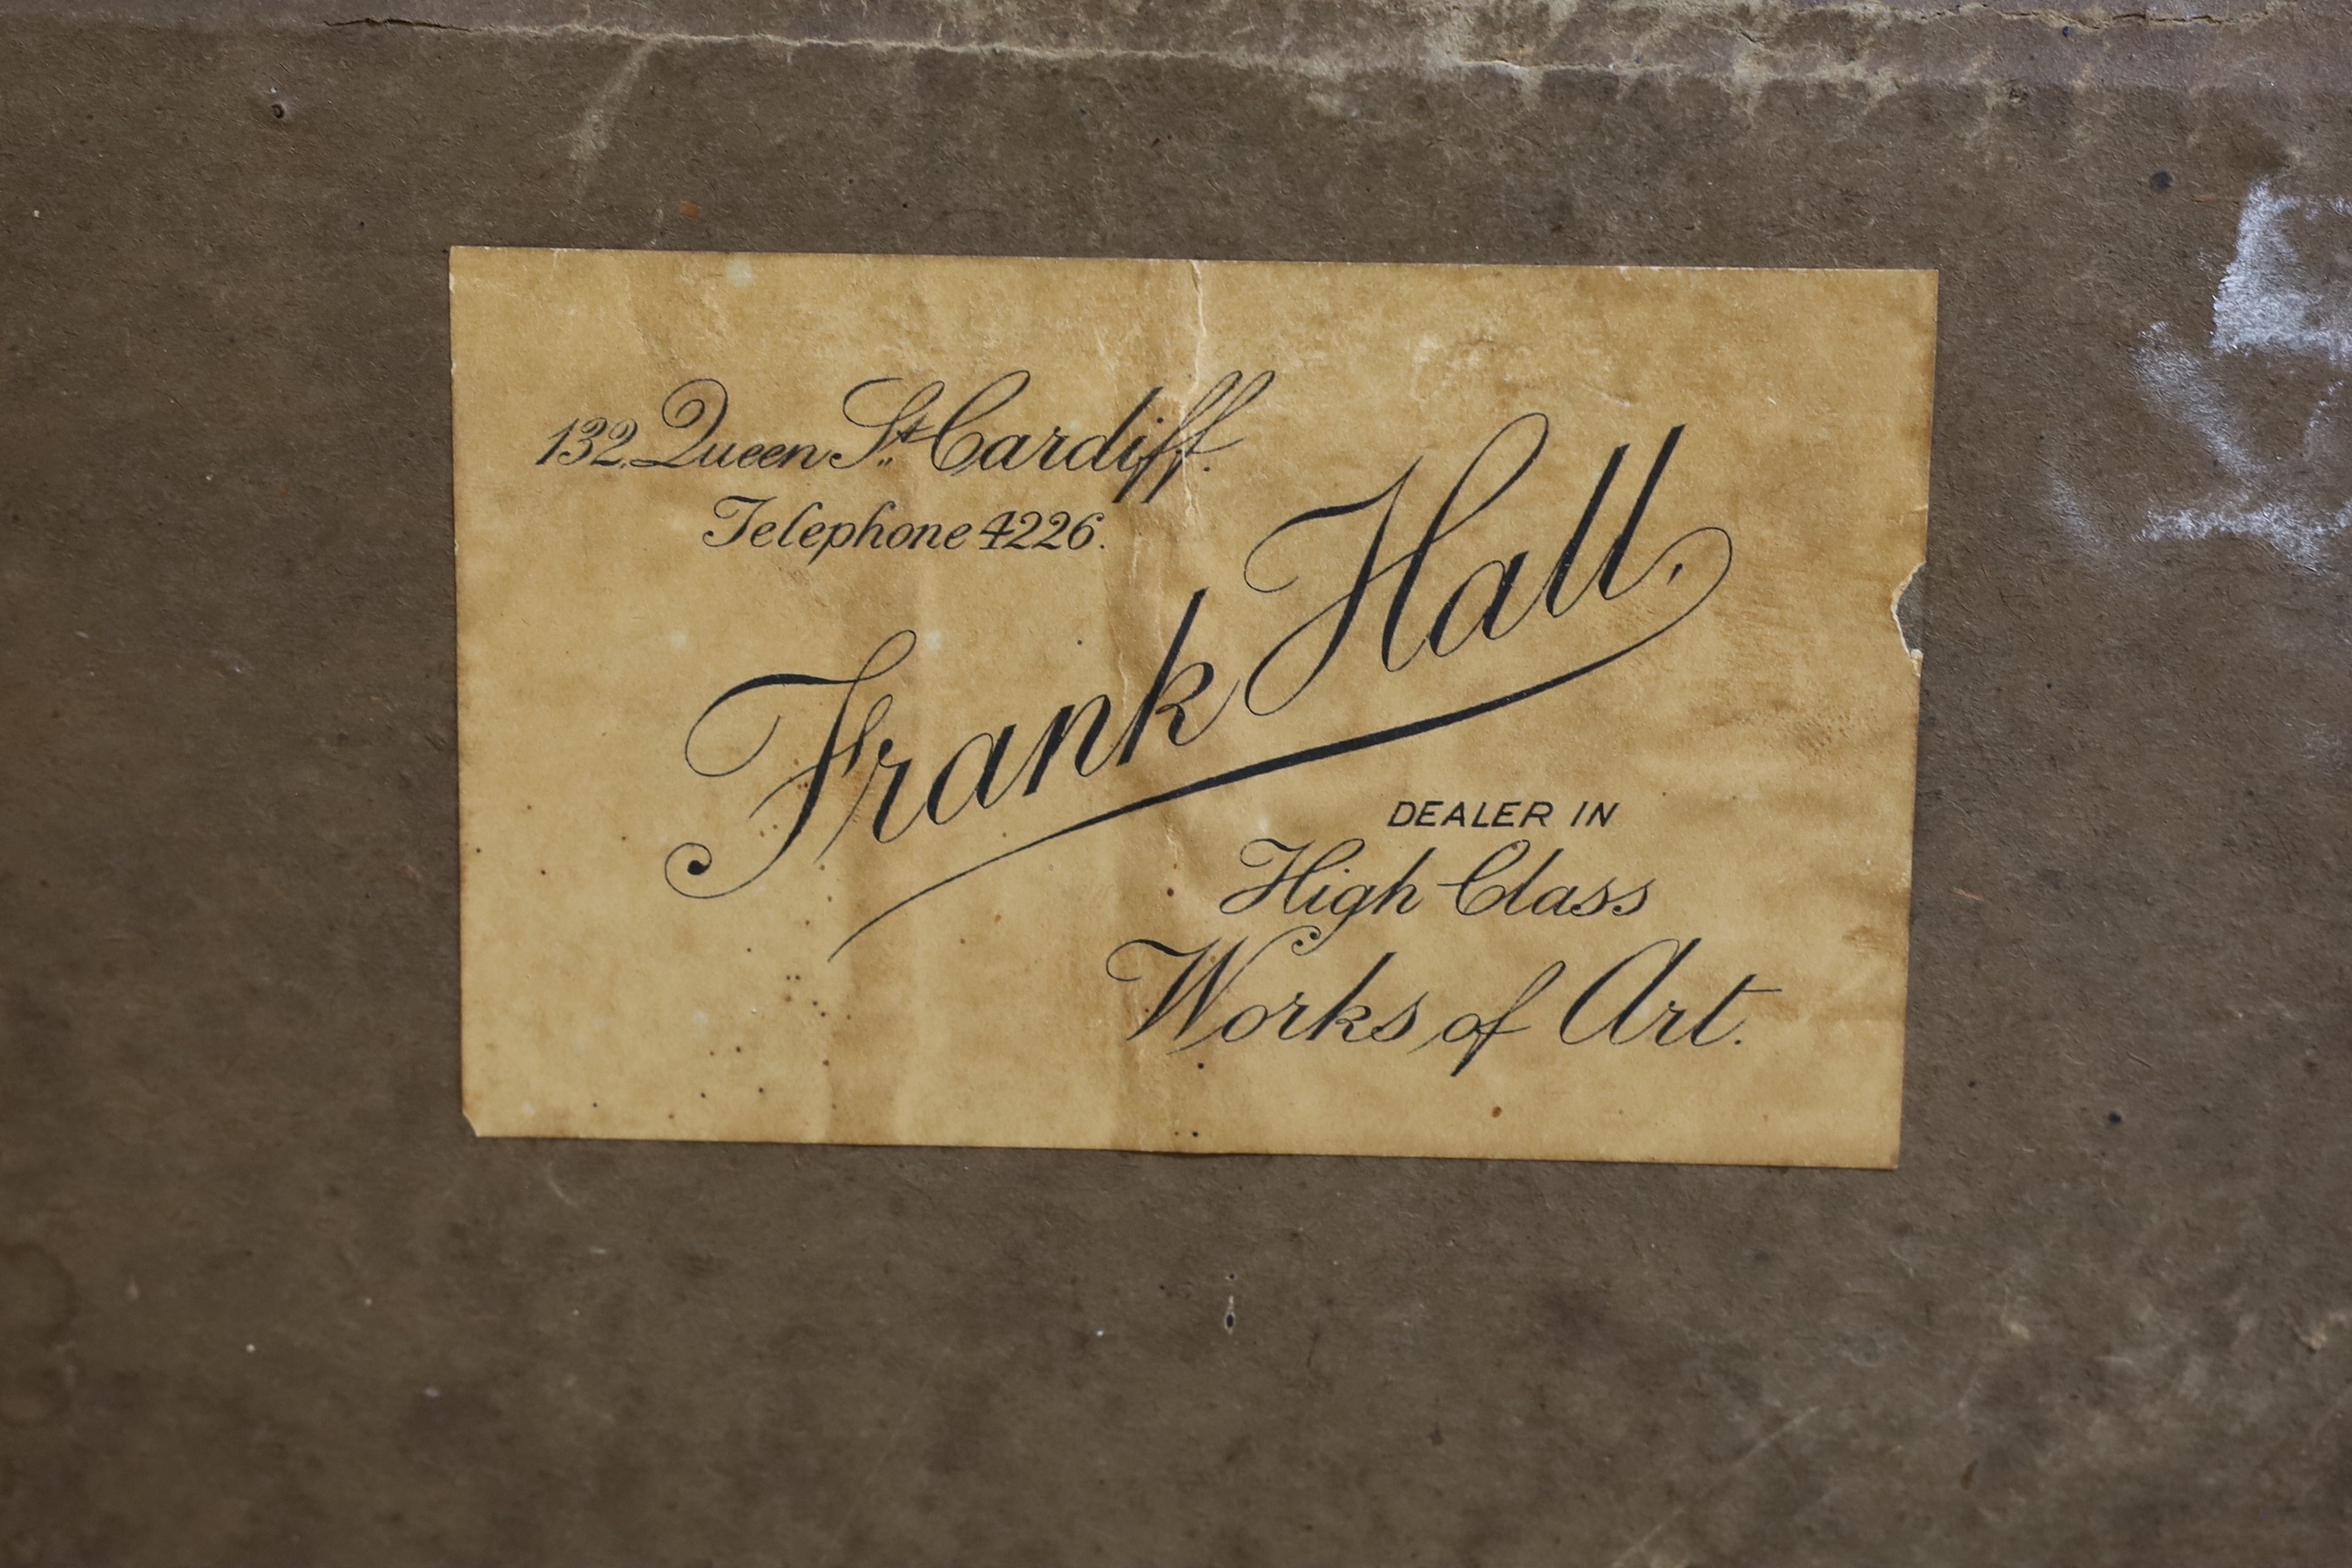 132, Queen St. Cardiff.
Telephone 4226.
Frank Hall,
DEALER IN
High Class
Works of Art.